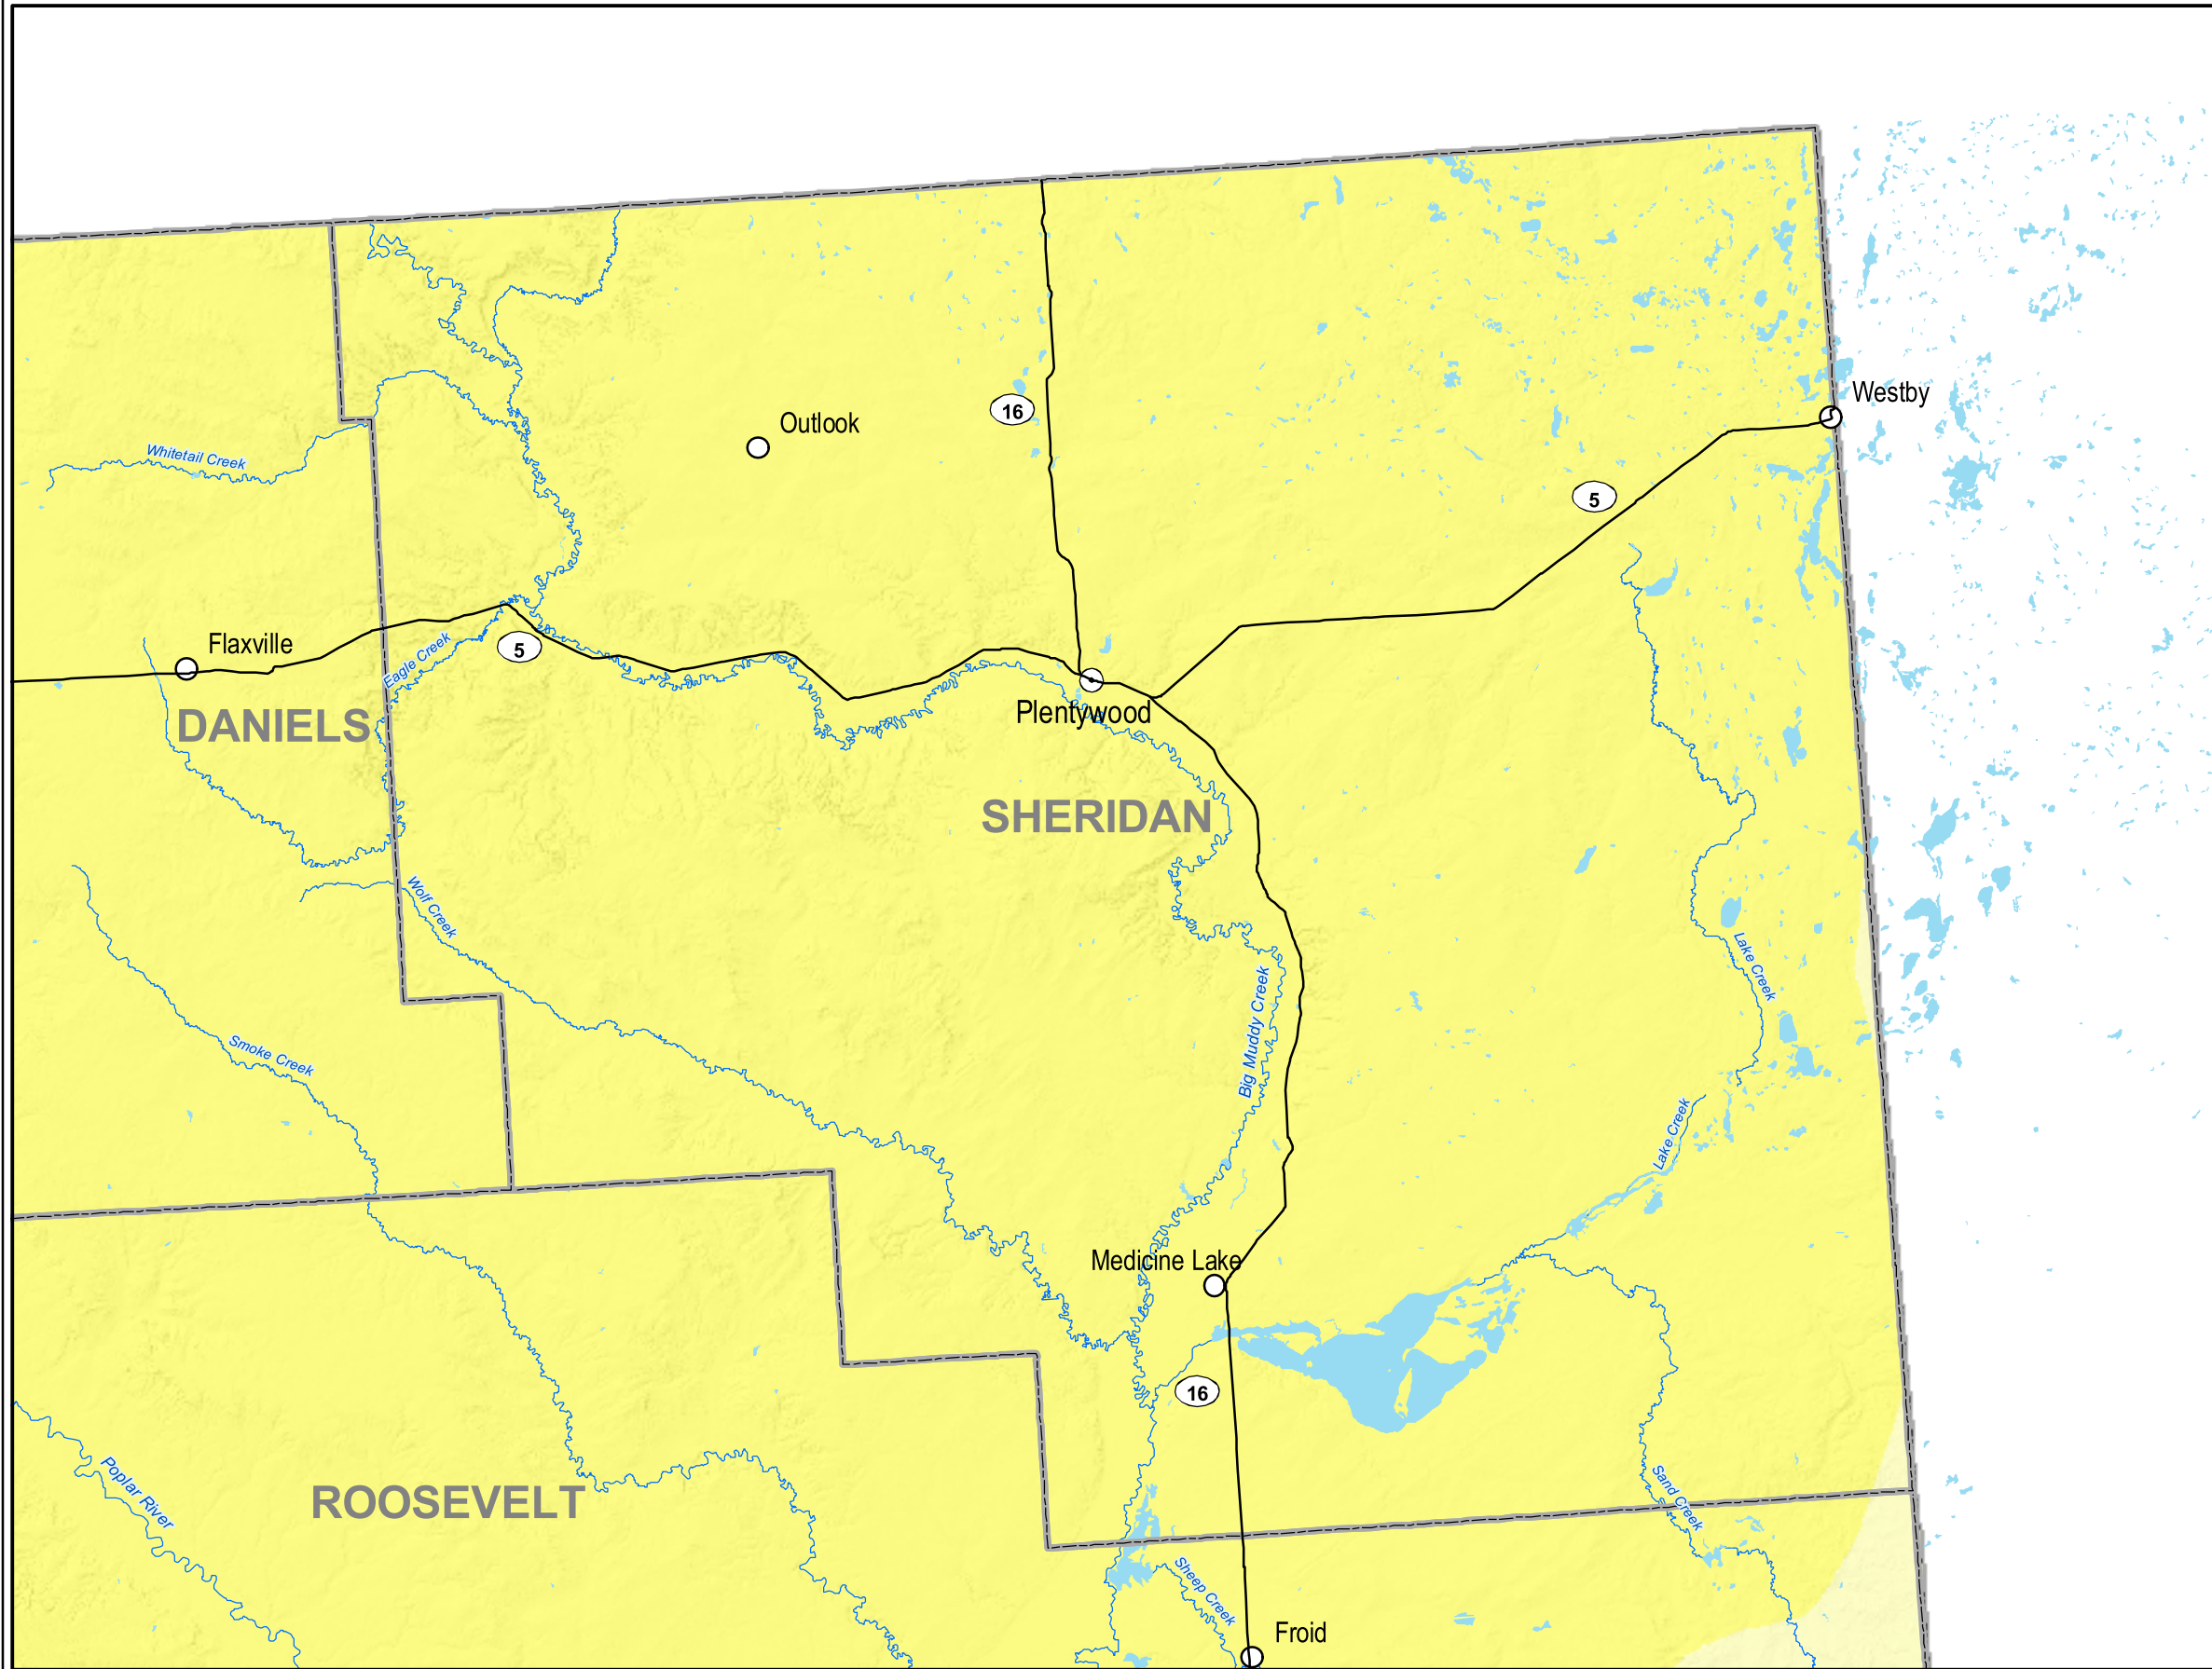 Westby
16
Outlook
Whitetail Creek
5
Flaxville
Eagle Creek
5
Plentywood
DANIELS
SHERIDAN
Wolf Creek
Lake Creek
Big Muddy Creek
Smoke Creek
Lake Creek
Medicine Lake
16
Poplar River
ROOSEVELT
Sand Creek
Sheep Creek
Froid